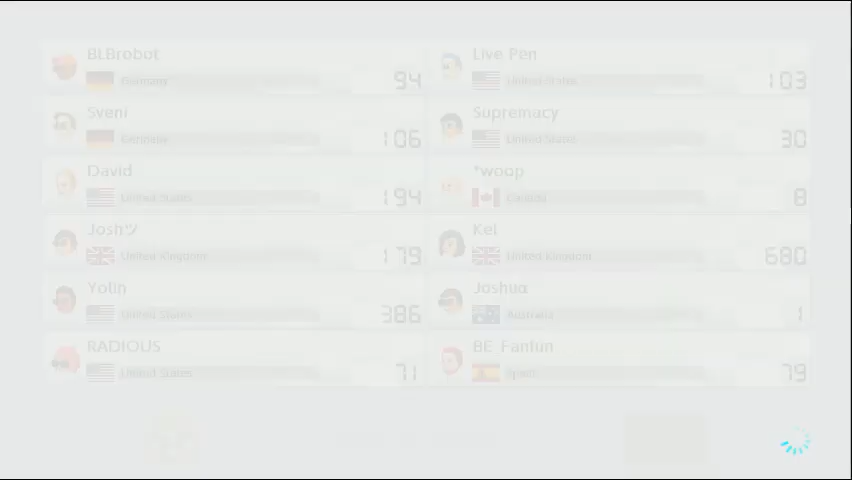 BLBrobot
Germany
94
Live Pen
United States
103
Sveni
Germany
106
Supremacy
United States
30
David
United States
194
*woop
Canada
8
Joshツ
United Kingdom
179
Kel
United Kingdom
680
Yolin
United States
386
Joshua
Australia
1
RADIOUS
United States
71
BE Fanfun
Spain
79